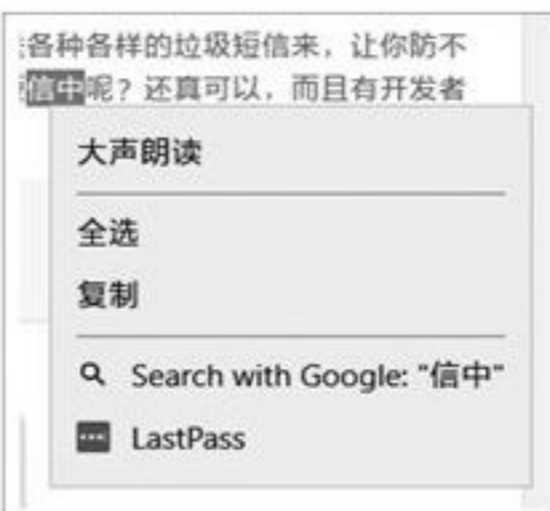 各种各样的垃圾短信来，让你防不
信中呢？还真可以，而且有开发者
大声朗读
全选
复制
Search with Google: "信中"
LastPass